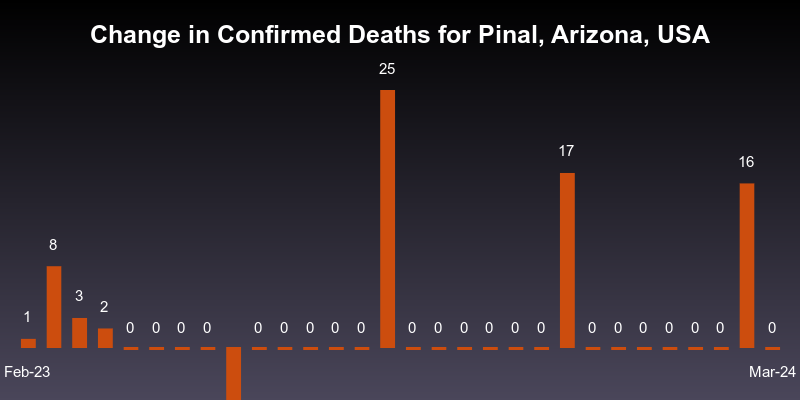 Change in Confirmed Deaths for Pinal, Arizona, USA
25
17
16
8
3
2
1
0 0 0 0 0 0 0 0 0 0 0 0 0 0 0 0 0 0 0 0 0 0
Feb-23 Mar-24